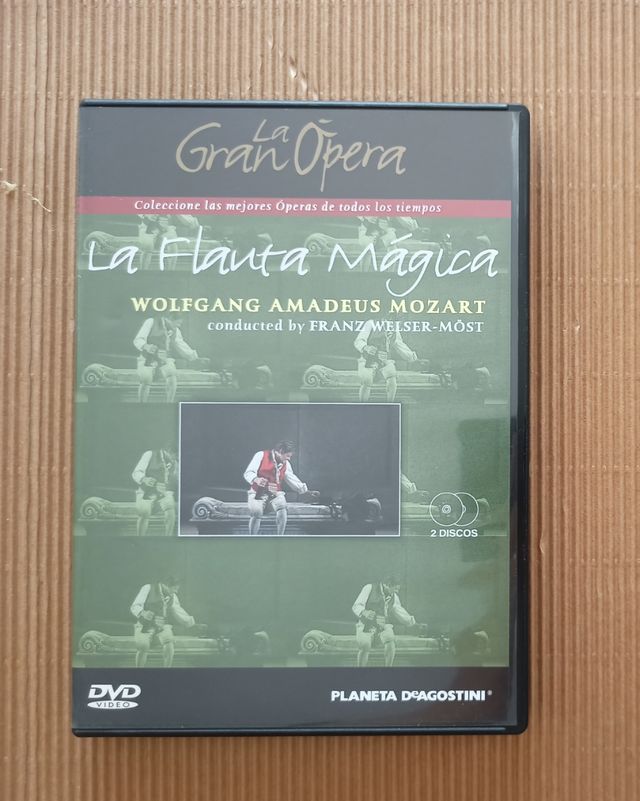 La
Gran Ópera
Coleccione las mejores Óperas de todos los tiempos
La Flauta Mágica
WOLFGANG AMADEUS MOZART
conducted by FRANZ WELSER-MÖST
2 DISCOS
DVD
VIDEO
PLANETA DeAGOSTINI®